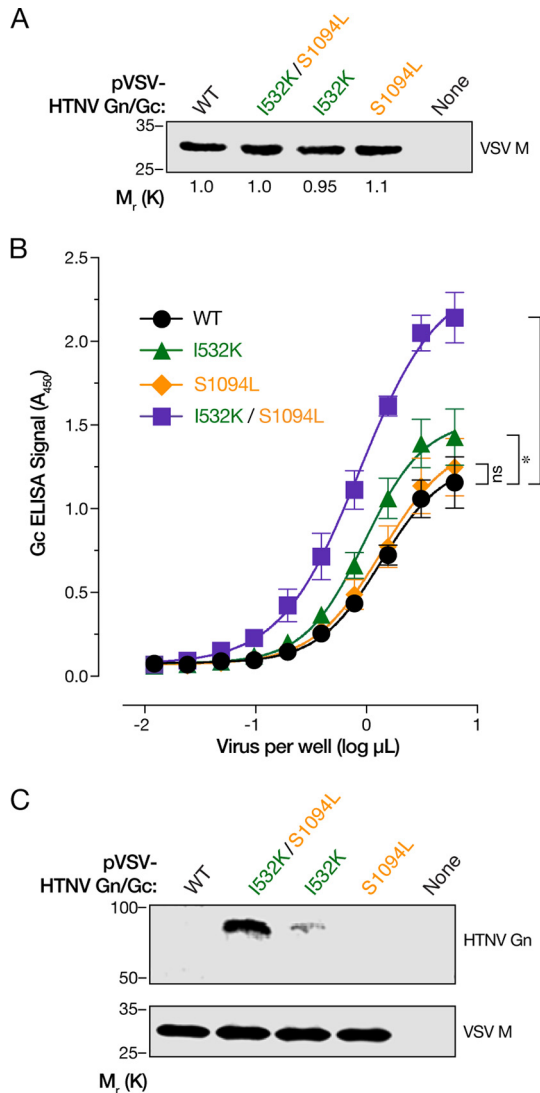 A
pVSV-
HTNV Gn/Gc:
WT
I532K/S1094L
I532K
S1094L
None
35
25
VSV M
1.0 1.0 0.95 1.1
Mr (K)
B
2.5
2.0
1.5
1.0
0.5
0.0
Gc ELISA Signal (A450)
WT
I532K
S1094L
I532K / S1094L
ns
*
-2 -1 0 1
Virus per well (log µL)
C
pVSV-
HTNV Gn/Gc:
WT
I532K/S1094L
I532K
S1094L
None
100
50
HTNV Gn
35
25
VSV M
Mr (K)